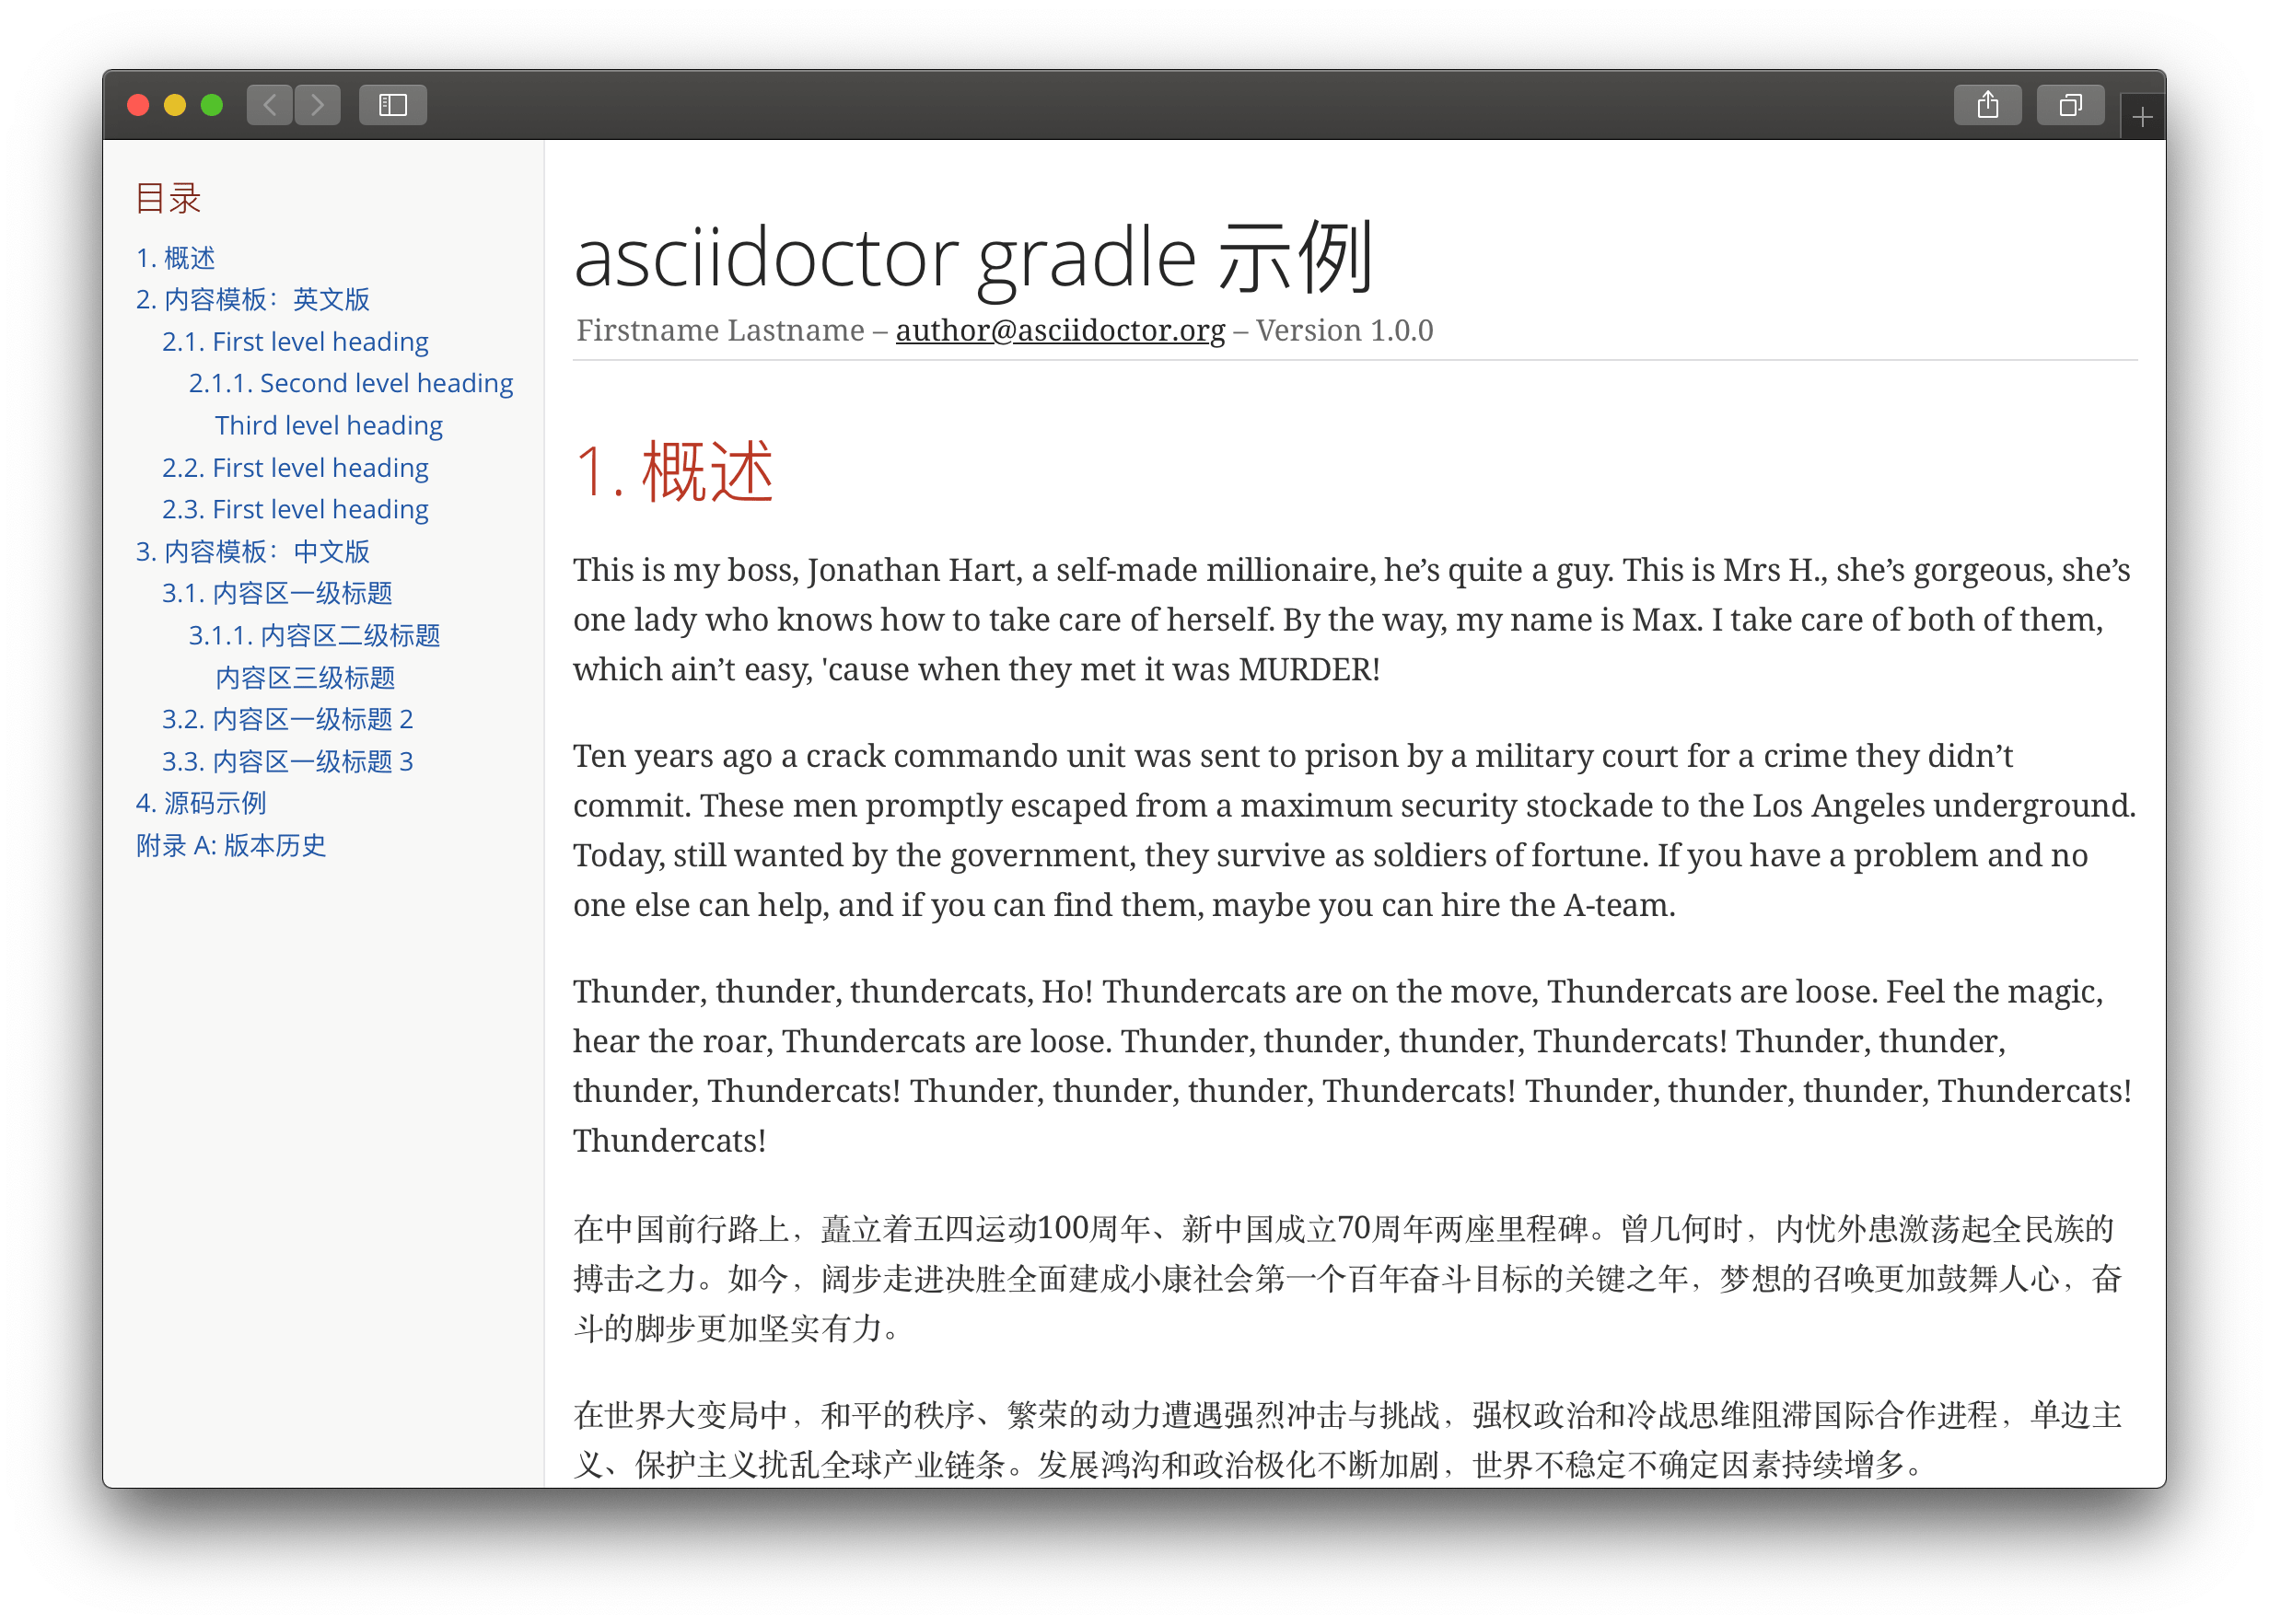 目录
1. 概述
2. 内容模板：英文版
2.1. First level heading
2.1.1. Second level heading
Third level heading
2.2. First level heading
2.3. First level heading
3. 内容模板：中文版
3.1. 内容区一级标题
3.1.1. 内容区二级标题
内容区三级标题
3.2. 内容区一级标题 2
3.3. 内容区一级标题 3
4. 源码示例
附录 A: 版本历史
asciidoctor gradle 示例
Firstname Lastname – author@asciidoctor.org – Version 1.0.0
1. 概述
This is my boss, Jonathan Hart, a self-made millionaire, he’s quite a guy. This is Mrs H., she’s gorgeous, she’s
one lady who knows how to take care of herself. By the way, my name is Max. I take care of both of them,
which ain’t easy, 'cause when they met it was MURDER!
Ten years ago a crack commando unit was sent to prison by a military court for a crime they didn’t
commit. These men promptly escaped from a maximum security stockade to the Los Angeles underground.
Today, still wanted by the government, they survive as soldiers of fortune. If you have a problem and no
one else can help, and if you can find them, maybe you can hire the A-team.
Thunder, thunder, thundercats, Ho! Thundercats are on the move, Thundercats are loose. Feel the magic,
hear the roar, Thundercats are loose. Thunder, thunder, thunder, Thundercats! Thunder, thunder,
thunder, Thundercats! Thunder, thunder, thunder, Thundercats! Thunder, thunder, thunder, Thundercats!
Thundercats!
在中国前行路上，矗立着五四运动100周年、新中国成立70周年两座里程碑。曾几何时，内忧外患激荡起全民族的
搏击之力。如今，阔步走进决胜全面建成小康社会第一个百年奋斗目标的关键之年，梦想的召唤更加鼓舞人心，奋
斗的脚步更加坚实有力。
在世界大变局中，和平的秩序、繁荣的动力遭遇强烈冲击与挑战，强权政治和冷战思维阻滞国际合作进程，单边主
义、保护主义扰乱全球产业链条。发展鸿沟和政治极化不断加剧，世界不稳定不确定因素持续增多。